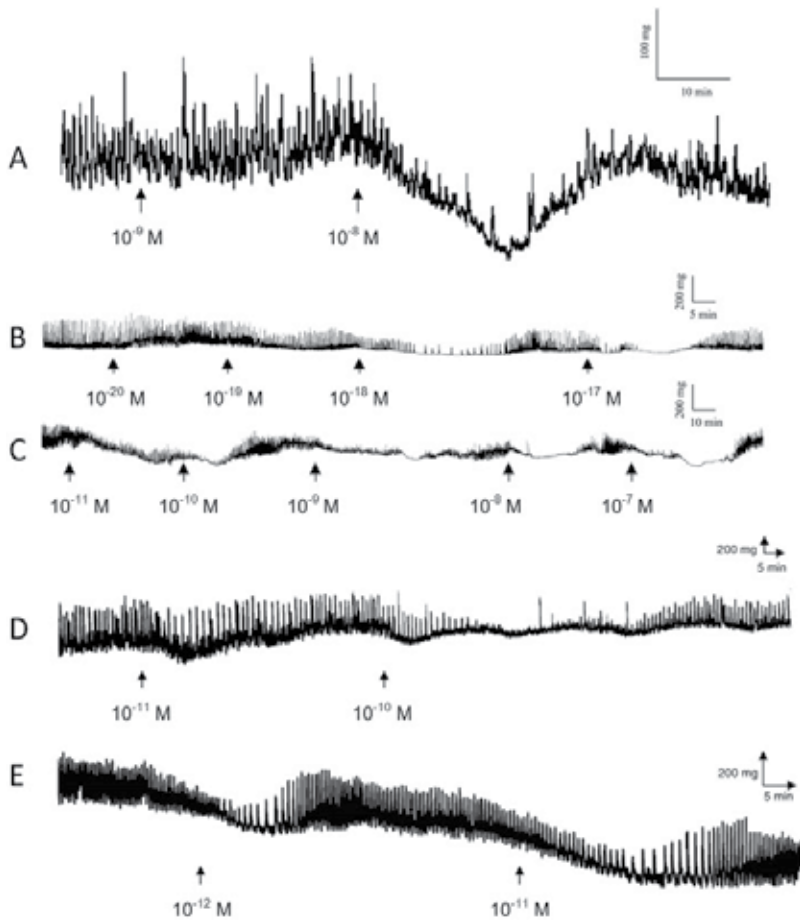 100 mg
10 min
A
10⁻⁹ M
10⁻⁸ M
200 mg
5 min
B
10⁻²⁰ M
10⁻¹⁹ M
10⁻¹⁸ M
10⁻¹⁷ M
200 mg
10 min
C
10⁻¹¹ M
10⁻¹⁰ M
10⁻⁹ M
10⁻⁸ M
10⁻⁷ M
200 mg
5 min
D
10⁻¹¹ M
10⁻¹⁰ M
E
200 mg
5 min
10⁻¹² M
10⁻¹¹ M